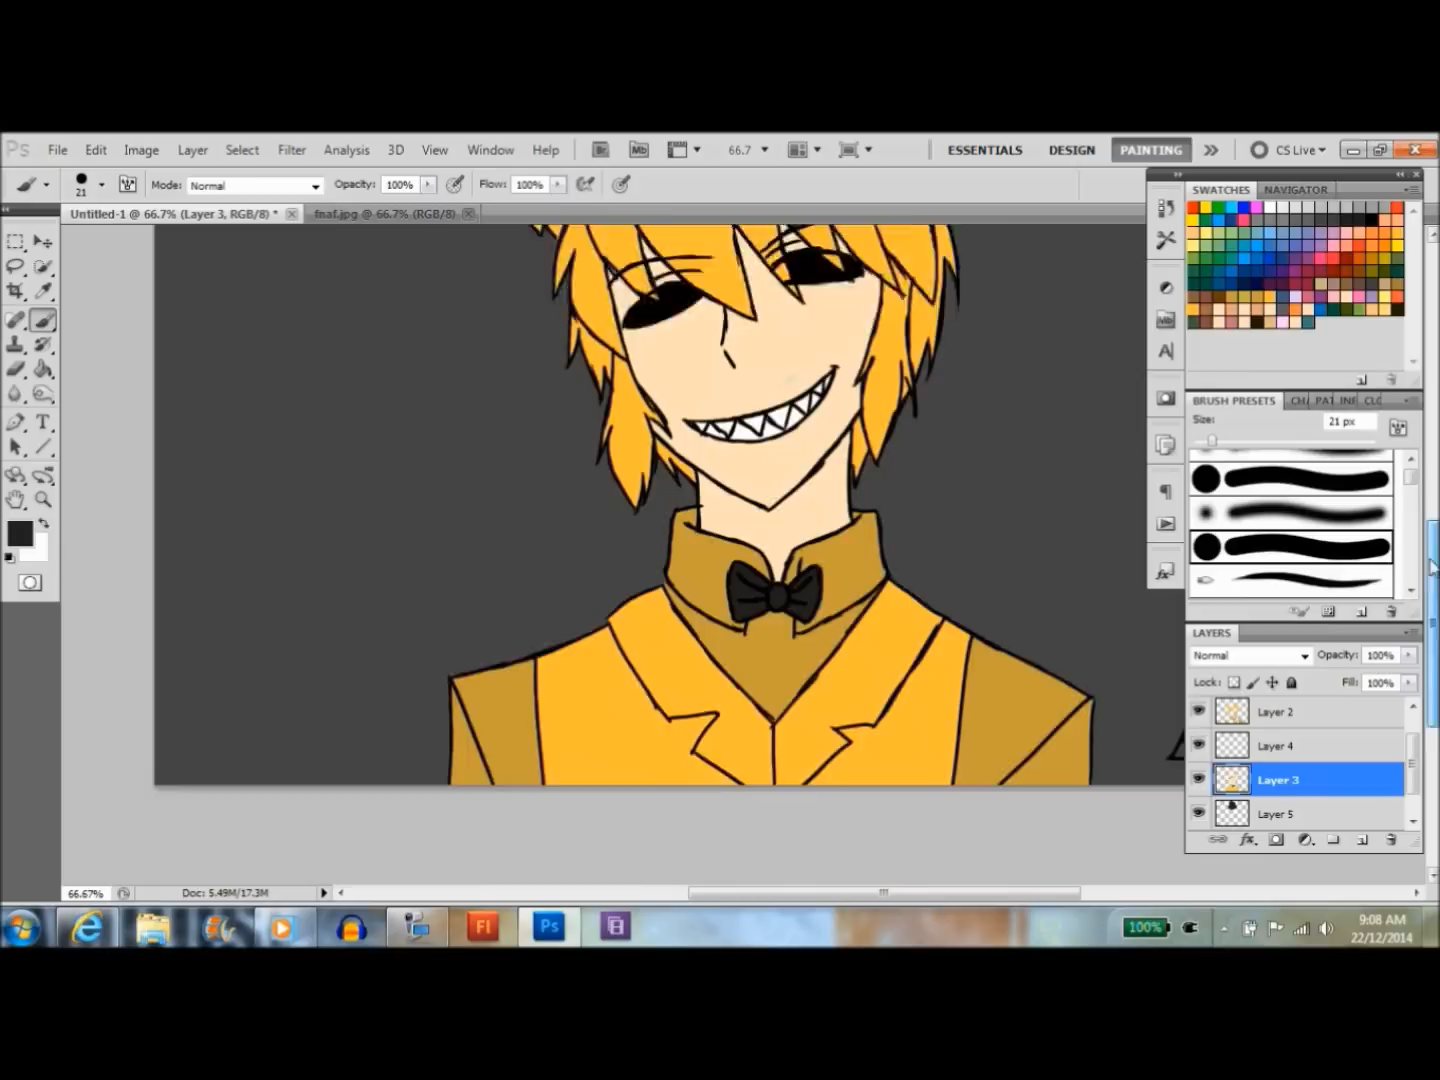 Ps File Edit Image Layer Select Filter Analysis 3D View Window Help Br Mb 66.7 ESSENTIALS DESIGN PAINTING CS Live
21 Mode: Normal Opacity: 100% Flow: 100%
Untitled-1 @ 66.7% (Layer 3, RGB/8) * fnaf.jpg @ 66.7% (RGB/8)
SWATCHES NAVIGATOR
BRUSH PRESETS
Size: 21 px
LAYERS
Normal Opacity: 100%
Lock: Fill: 100%
Layer 2
Layer 4
Layer 3
Layer 5
66.67% Doc: 5.49M/17.3M
Fl Ps 100% 9:08 AM
22/12/2014